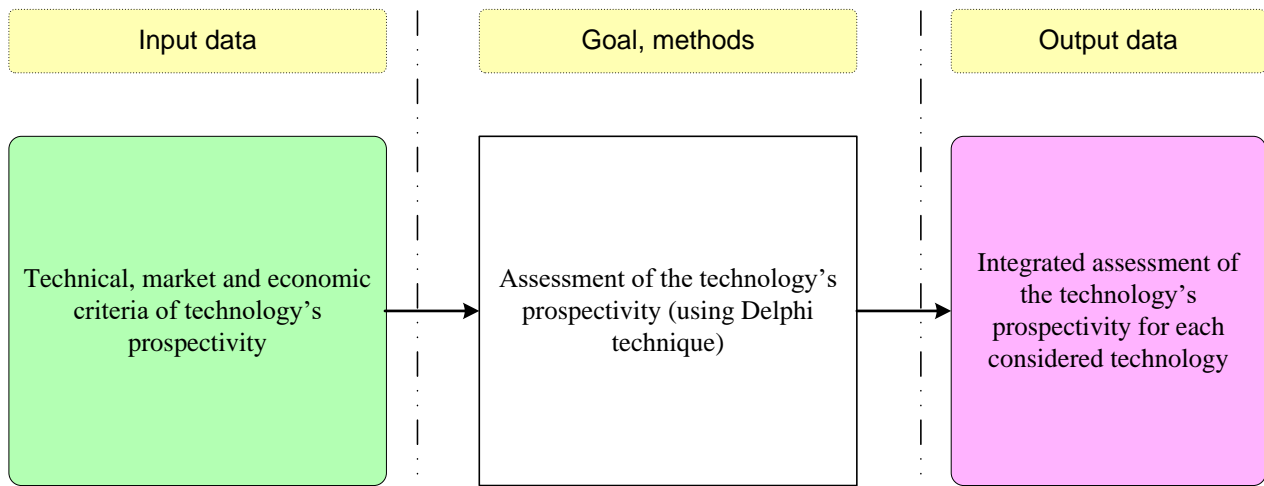 Input data
Goal, methods
Output data
Technical, market and economic
criteria of technology’s
prospectivity
Assessment of the technology’s
prospectivity (using Delphi
technique)
Integrated assessment of
the technology’s
prospectivity for each
considered technology